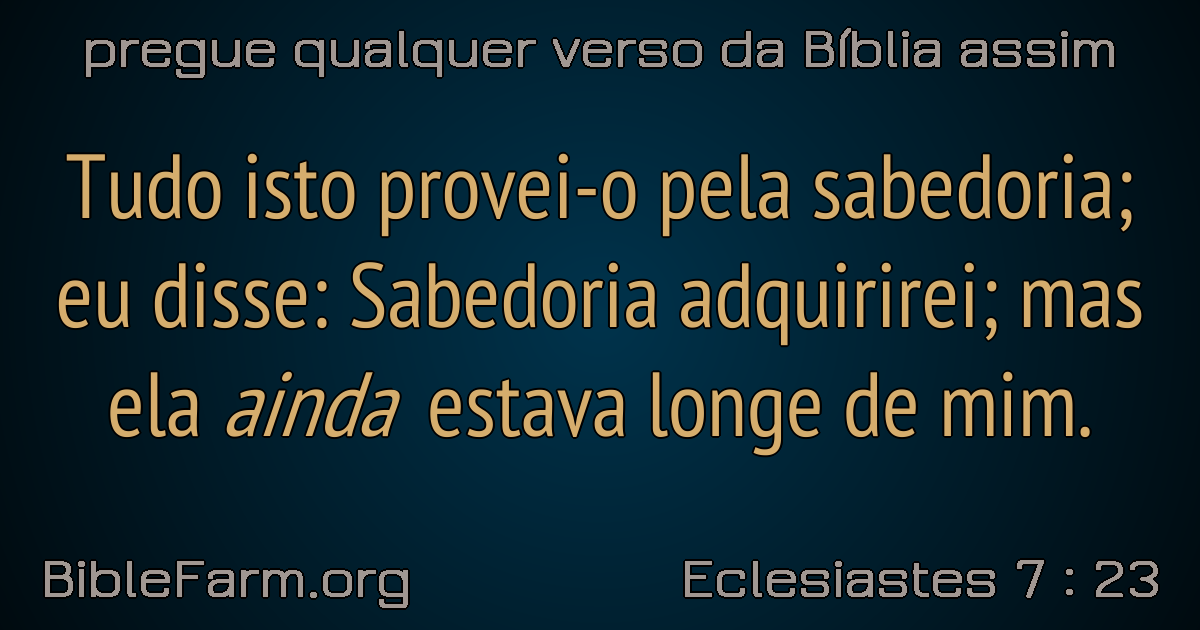 pregue qualquer verso da Bíblia assim
Tudo isto provei-o pela sabedoria;
eu disse: Sabedoria adquirirei; mas
ela ainda estava longe de mim.
BibleFarm.org
Eclesiastes 7 : 23